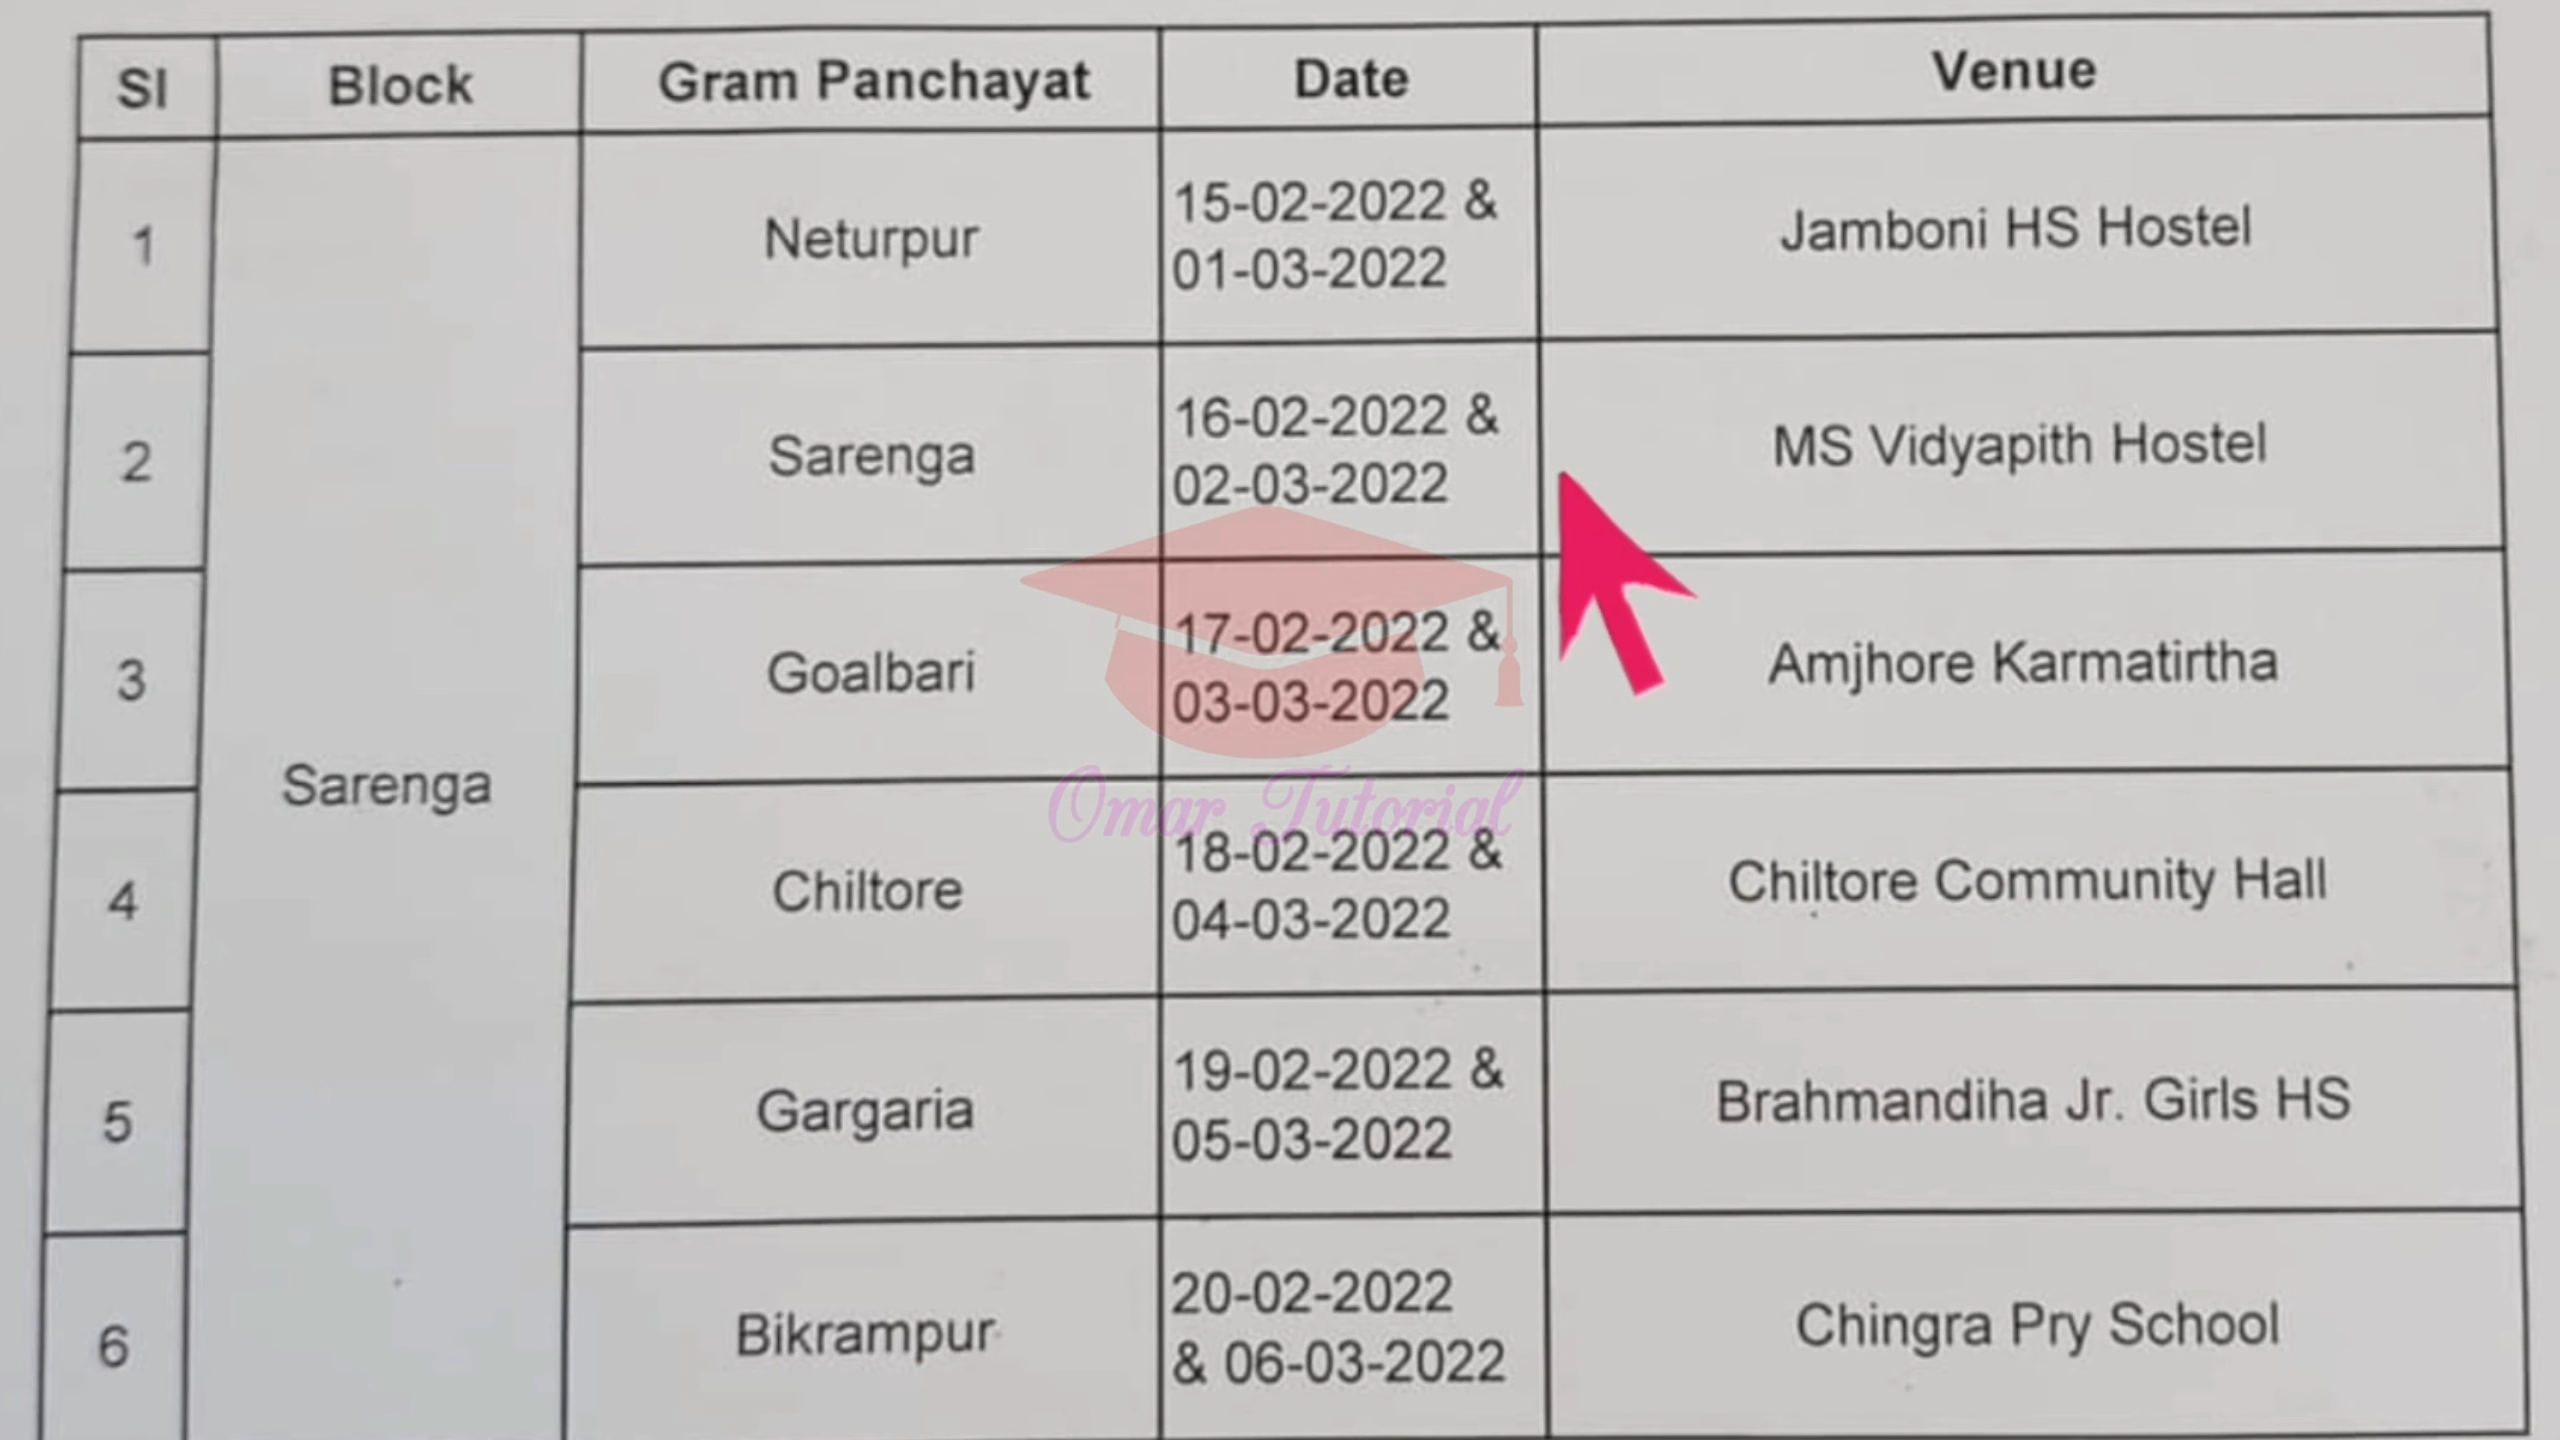 Sl Block Gram Panchayat Date Venue
1 Neturpur 15-02-2022 & Jamboni HS Hostel
01-03-2022
2 Sarenga 16-02-2022 & MS Vidyapith Hostel
02-03-2022
3 Goalbari 17-02-2022 & Amjhore Karmatirtha
03-03-2022
Sarenga
Omar Tutorial
4 Chiltore 18-02-2022 & Chiltore Community Hall
04-03-2022
5 Gargaria 19-02-2022 & Brahmandiha Jr. Girls HS
05-03-2022
6 Bikrampur 20-02-2022 Chingra Pry School
& 06-03-2022